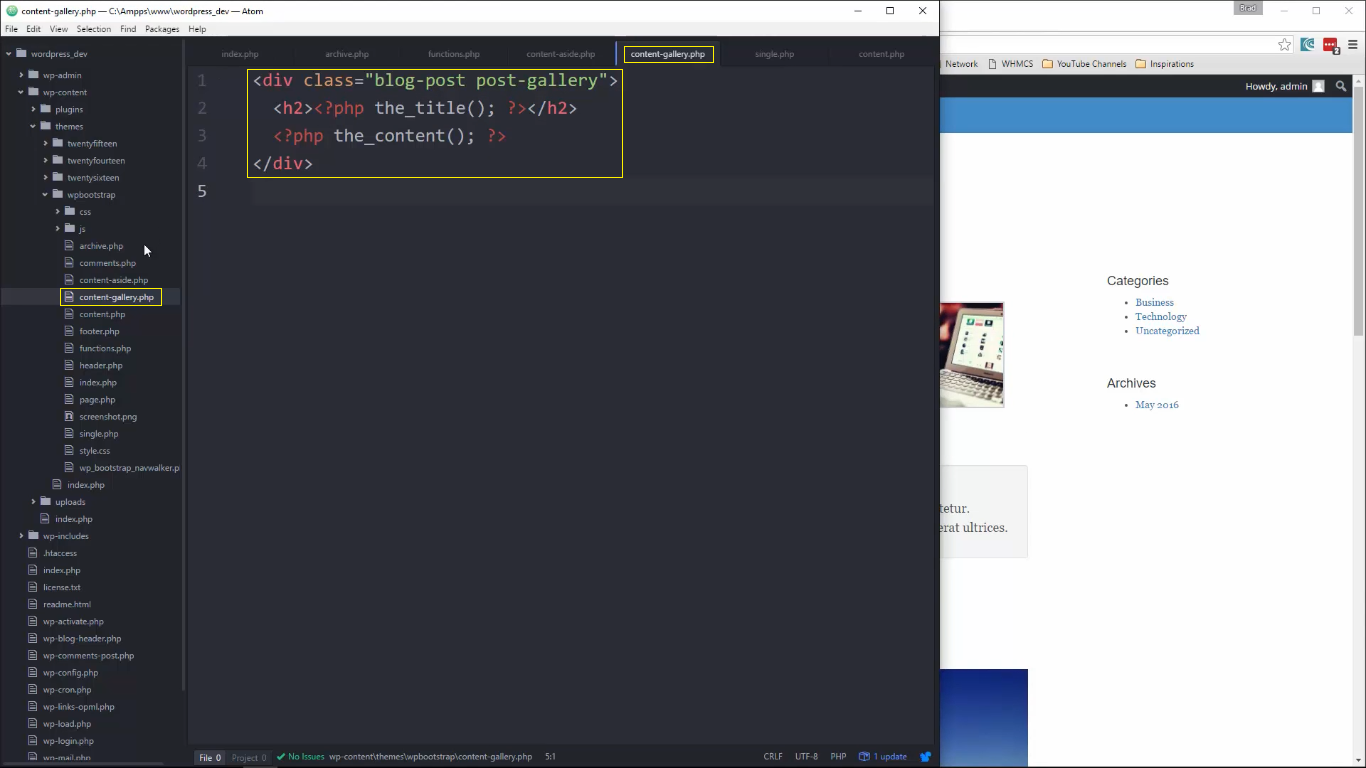 content-gallery.php — C:\Ampps\www\wordpress_dev — Atom
File Edit View Selection Find Packages Help
wordpress_dev
wp-admin
wp-content
plugins
themes
twentyfifteen
twentyfourteen
twentysixteen
wpbootstrap
css
js
archive.php
comments.php
content-aside.php
content-gallery.php
content.php
footer.php
functions.php
header.php
index.php
page.php
screenshot.png
single.php
style.css
wp_bootstrap_navwalker.p
index.php
uploads
index.php
wp-includes
.htaccess
index.php
license.txt
readme.html
wp-activate.php
wp-blog-header.php
wp-comments-post.php
wp-config.php
wp-cron.php
wp-links-opml.php
wp-load.php
wp-login.php
wp-mail.php
index.php archive.php functions.php content-aside.php content-gallery.php single.php content.php
1 <div class="blog-post post-gallery">
2 <h2><?php the_title(); ?></h2>
3 <?php the_content(); ?>
4 </div>
5
File 0 Project 0 No Issues wp-content\themes\wpbootstrap\content-gallery.php 5:1 CRLF UTF-8 PHP 1 update
Brad
2
Network WHMCS YouTube Channels Inspirations
Howdy, admin
Categories
Business
Technology
Uncategorized
Archives
May 2016
tetur.
erat ultrices.